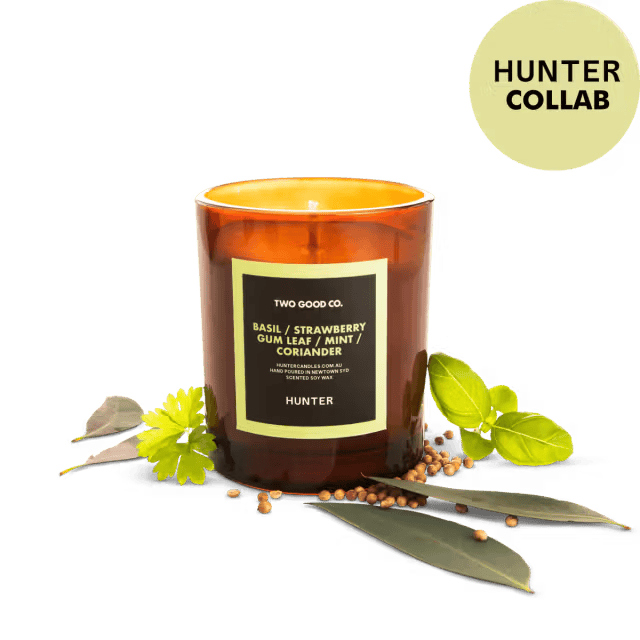 HUNTER
COLLAB
TWO GOOD CO.
BASIL / STRAWBERRY
GUM LEAF / MINT /
CORIANDER
HUNTERCANDLES.COM.AU
HAND POURED IN NEWTOWN SYD
SCENTED SOY WAX
HUNTER